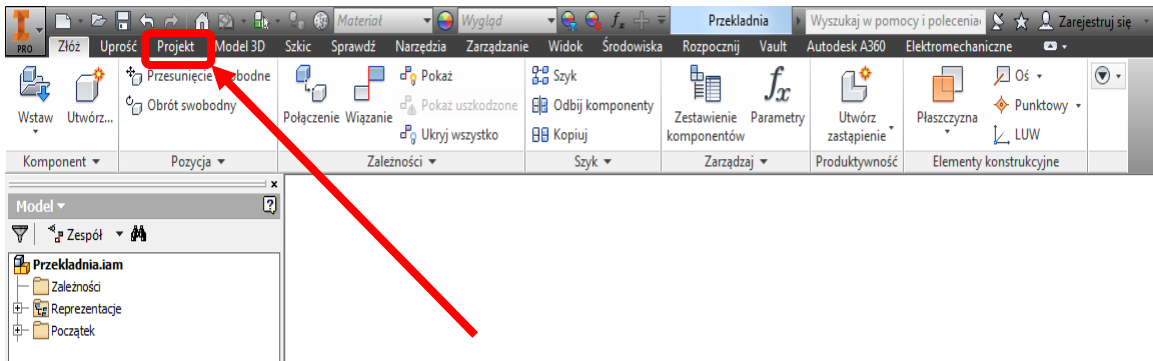 Materiał Wygląd Przekladnia Wyszukaj w pomocy i polecenia Zarejestruj się
PRO Złóż Uprość Projekt Model 3D Szkic Sprawdź Narzędzia Zarządzanie Widok Środowiska Rozpocznij Vault Autodesk A360 Elektromechaniczne
Wstaw Utwórz...
Przesunięcie
Obrót swobodny
Połączenie Wiązanie
Pokaż
Pokaż uszkodzone
Ukryj wszystko
Szyk
Odbij komponenty
Kopiuj
Zestawienie komponentów
Parametry
Utwórz zastąpienie
Płaszczyzna
Oś
Punktowy
LUW
Komponent Pozycja Zależności Szyk Zarządzaj Produktywność Elementy konstrukcyjne
Model
Zespół
Przekladnia.iam
Zależności
Reprezentacje
Początek